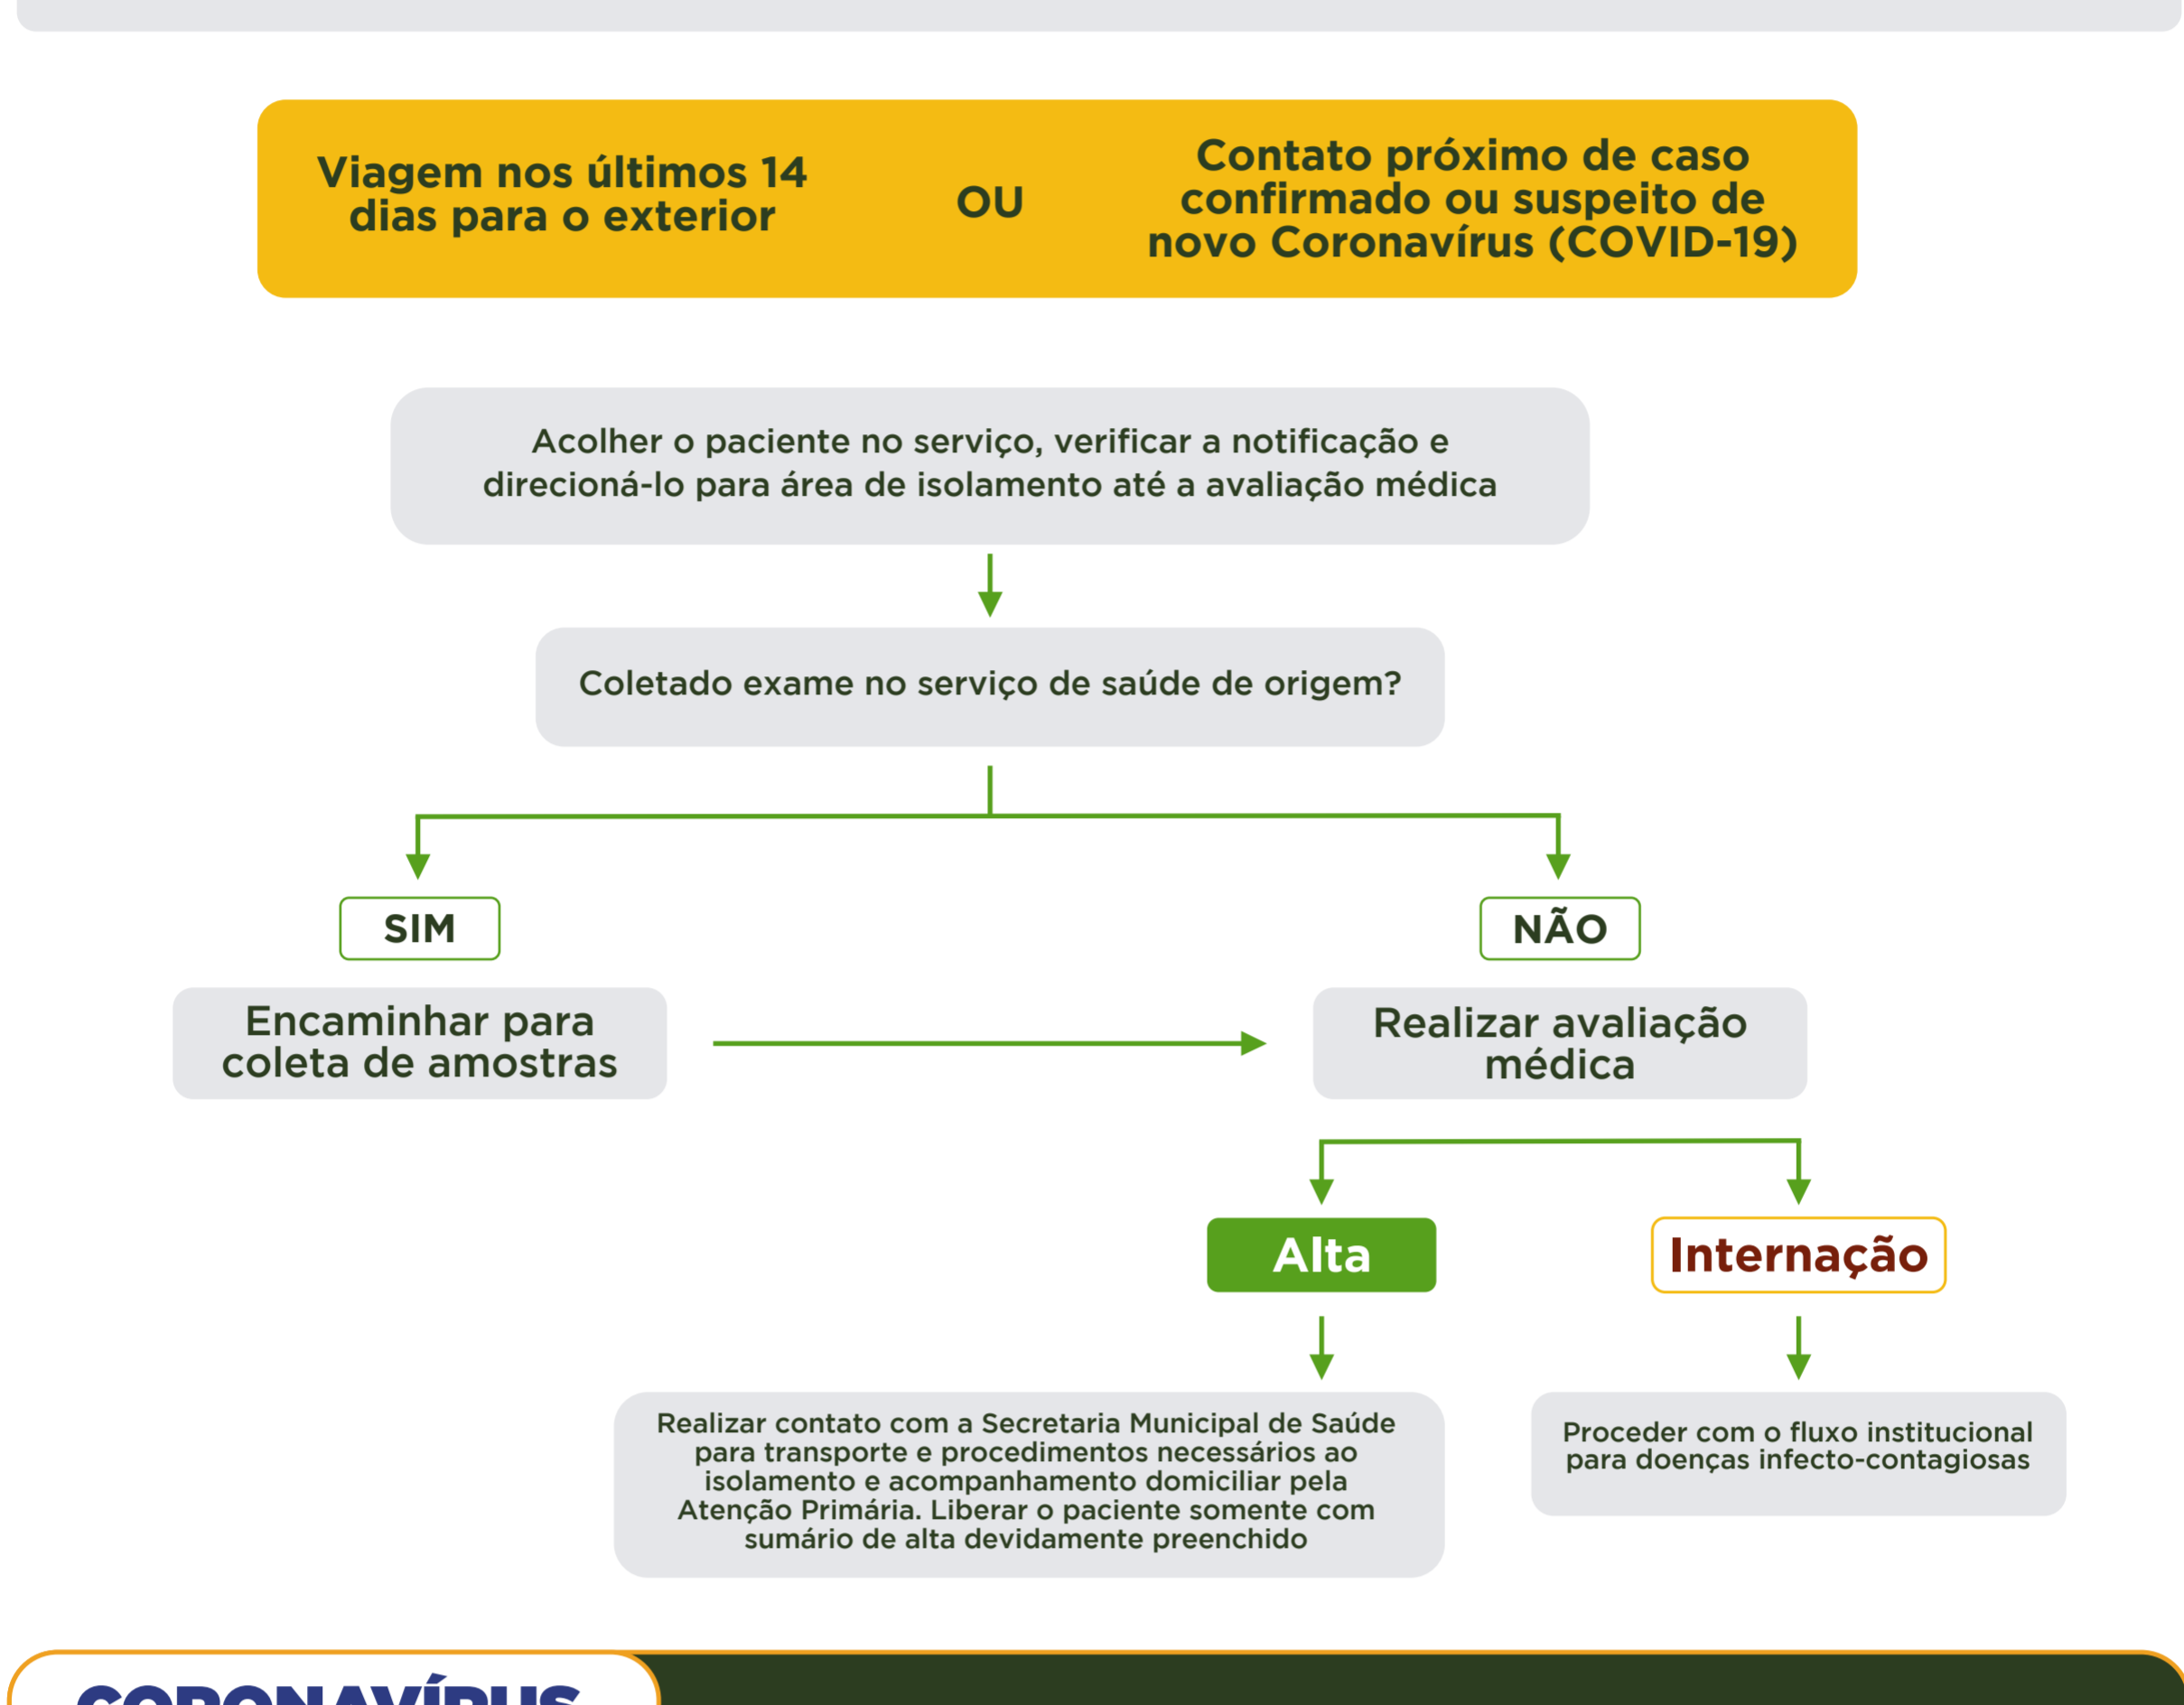 Viagem nos últimos 14
dias para o exterior
OU
Contato próximo de caso
confirmado ou suspeito de
novo Coronavírus (COVID-19)
Acolher o paciente no serviço, verificar a notificação e
direcioná-lo para área de isolamento até a avaliação médica
Coletado exame no serviço de saúde de origem?
SIM
NÃO
Encaminhar para
coleta de amostras
Realizar avaliação
médica
Alta
Internação
Realizar contato com a Secretaria Municipal de Saúde
para transporte e procedimentos necessários ao
isolamento e acompanhamento domiciliar pela
Atenção Primária. Liberar o paciente somente com
sumário de alta devidamente preenchido
Proceder com o fluxo institucional
para doenças infecto-contagiosas
CORONAVÍRUS